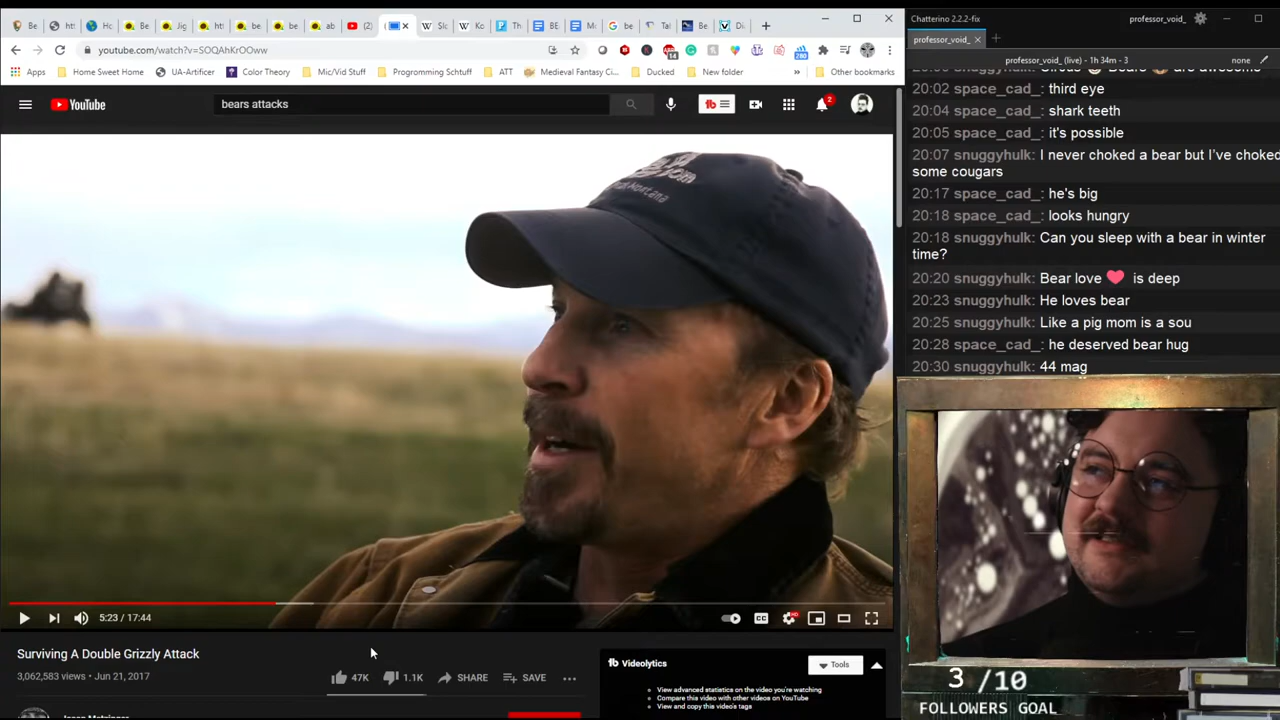 Chatterino 2.2.2-fix
professor_void_
youtube.com/watch?v=
Apps
Home Sweet Home
UA-Artificer
Color Theory
Mic/Vid Stuff
Programming Schtuff
ATT
Medieval Fantasy Ci...
Ducked
New folder
»
Other bookmarks
YouTube
bears attacks
2
professor_void_
professor_void_ (live) - 1h 34m - 3
none
20:02 space_cad_: third eye
20:04 space_cad_: shark teeth
20:05 space_cad_: it's possible
20:07 snuggyhulk: I never choked a bear but I've choked
some cougars
20:17 space_cad_: he's big
20:18 space_cad_: looks hungry
20:18 snuggyhulk: Can you sleep with a bear in winter
time?
20:20 snuggyhulk: Bear love ❤ is deep
20:23 snuggyhulk: He loves bear
20:25 snuggyhulk: Like a pig mom is a sou
20:28 space_cad_: he deserved bear hug
20:30 snuggyhulk: 44 mag
5:23 / 17:44
CC
HD
Surviving A Double Grizzly Attack
3,062,583 views • Jun 21, 2017
47K
1.1K
SHARE
SAVE
...
Videolytics
Tools
View advanced statistics on the video you're watching
Compare this video with other videos on YouTube
View and copy this video's tags
3 /10
FOLLOWERS GOAL